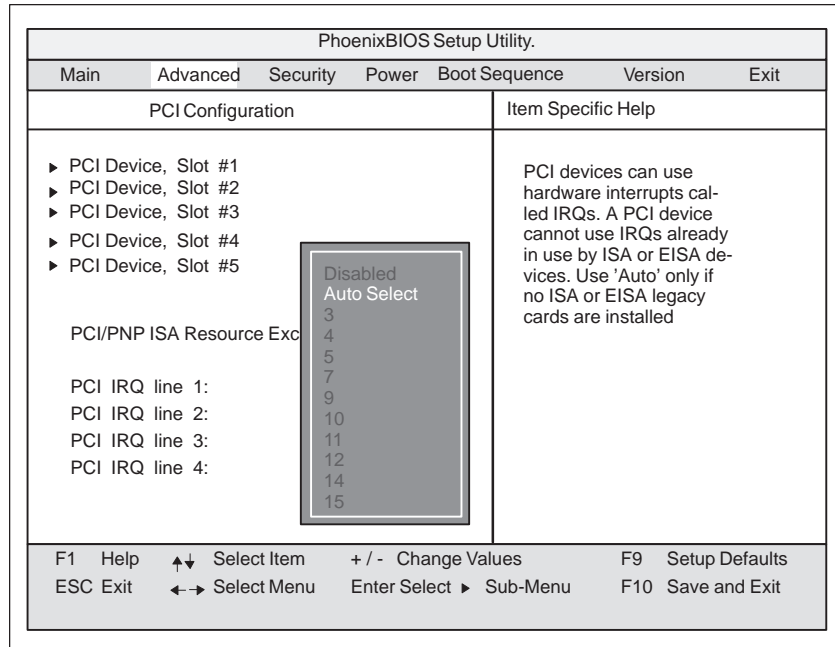 PhoenixBIOS Setup Utility.
Main Advanced Security Power Boot Sequence Version Exit
PCI Configuration
Item Specific Help
PCI Device, Slot #1
PCI Device, Slot #2
PCI Device, Slot #3
PCI Device, Slot #4
PCI Device, Slot #5
PCI/PNP ISA Resource Exc
PCI IRQ line 1:
PCI IRQ line 2:
PCI IRQ line 3:
PCI IRQ line 4:
Disabled
Auto Select
3
4
5
7
9
10
11
12
14
15
PCI devices can use
hardware interrupts cal-
led IRQs. A PCI device
cannot use IRQs already
in use by ISA or EISA de-
vices. Use 'Auto' only if
no ISA or EISA legacy
cards are installed
F1 Help Select Item + / - Change Values F9 Setup Defaults
ESC Exit Select Menu Enter Select Sub-Menu F10 Save and Exit